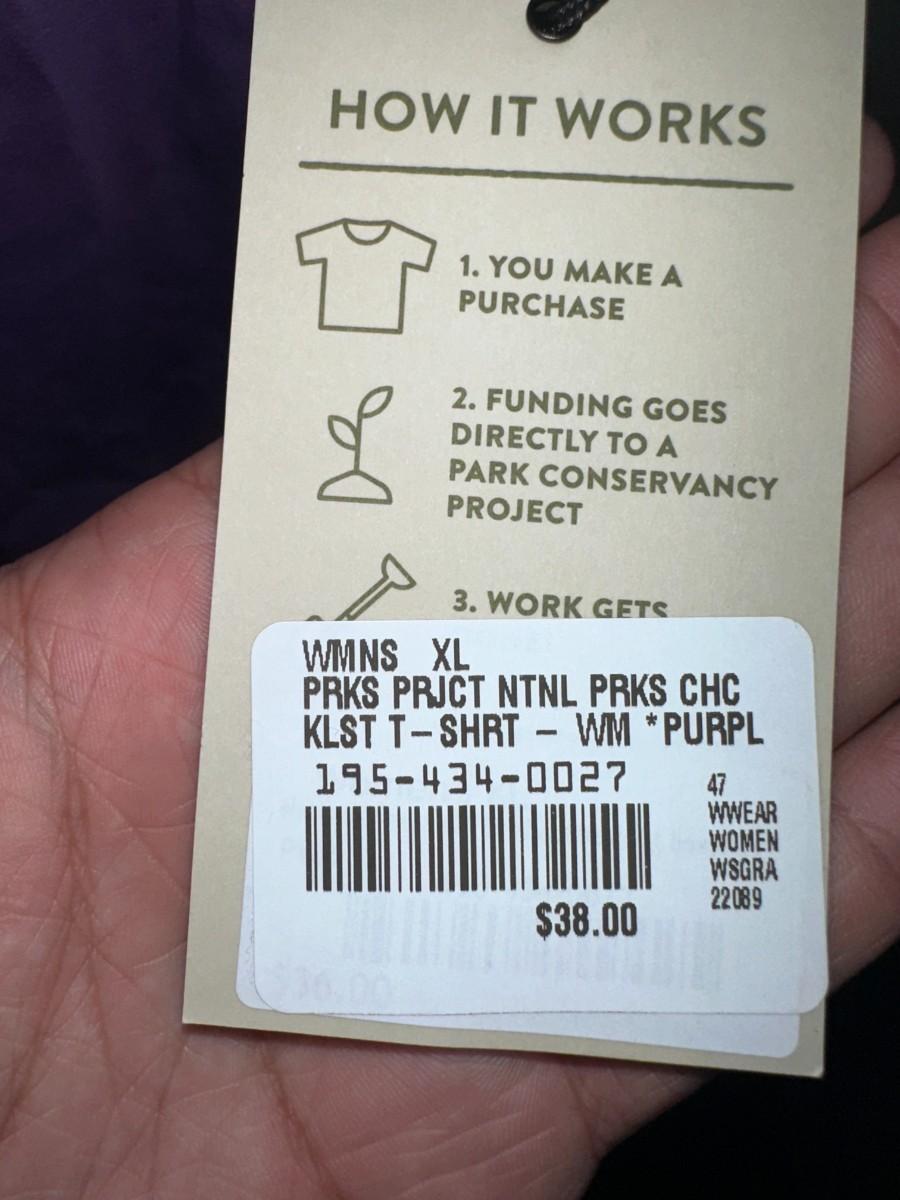 HOW IT WORKS
1. YOU MAKE A
PURCHASE
2. FUNDING GOES
DIRECTLY TO A
PARK CONSERVANCY
PROJECT
3. WORK GETS
WMNS XL
PRKS PRJCT NTNL PRKS CHC
KLST T-SHRT - WM *PURPL
195-434-0027
47
WWEAR
WOMEN
WSGRA
22089
$38.00